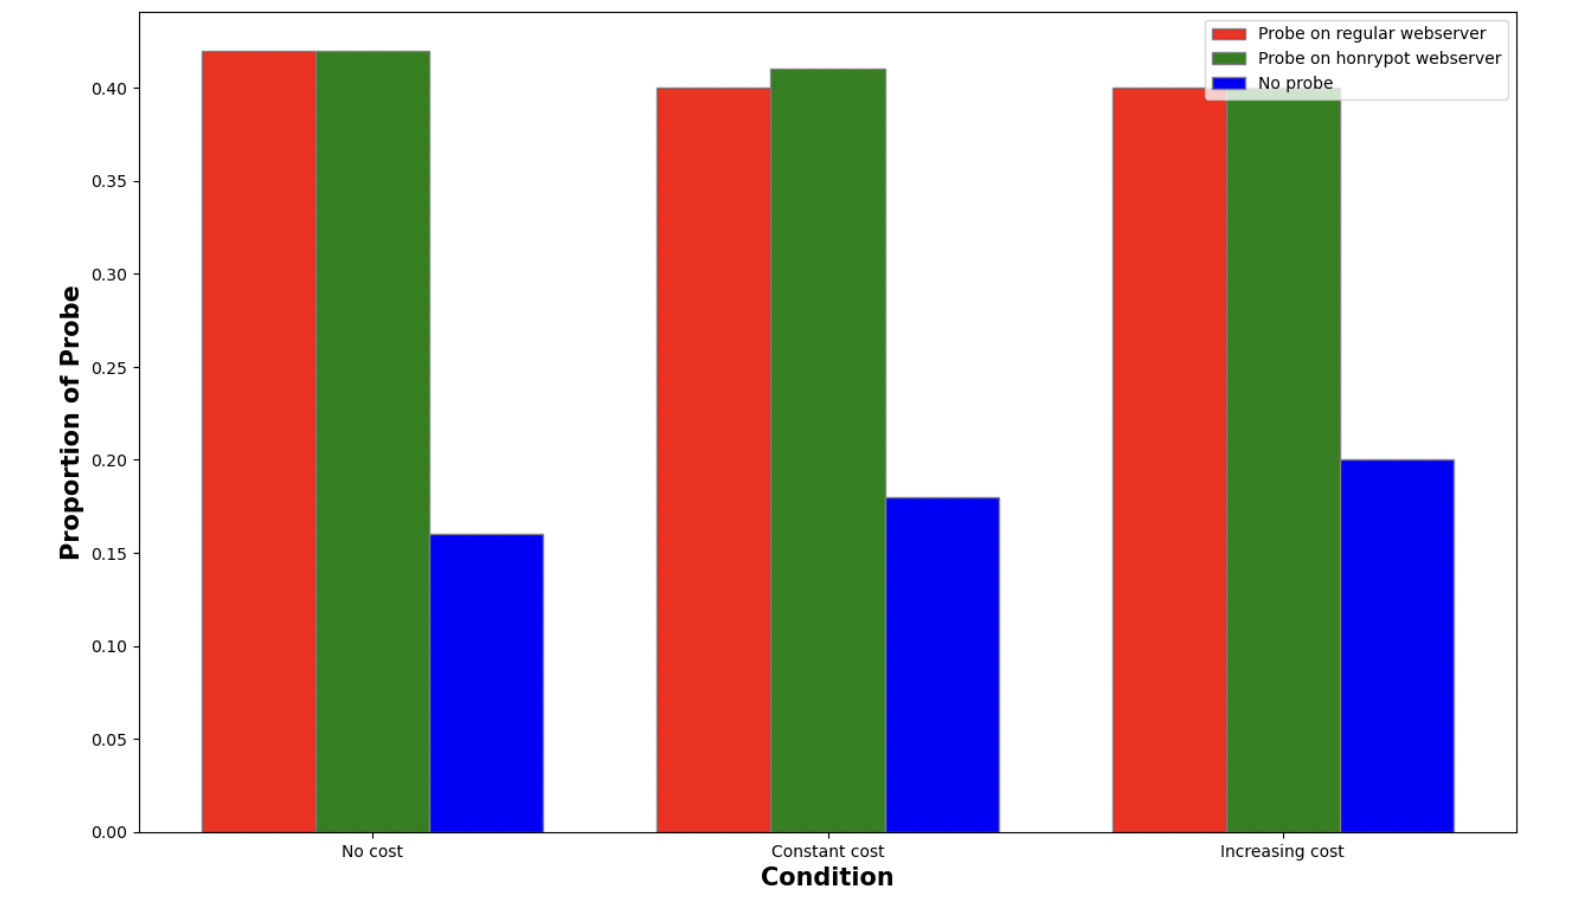 Probe on regular webserver
Probe on honrypot webserver
No probe
0.40
0.35
0.30
0.25
0.20
0.15
0.10
0.05
0.00
Proportion of Probe
No cost
Constant cost
Increasing cost
Condition